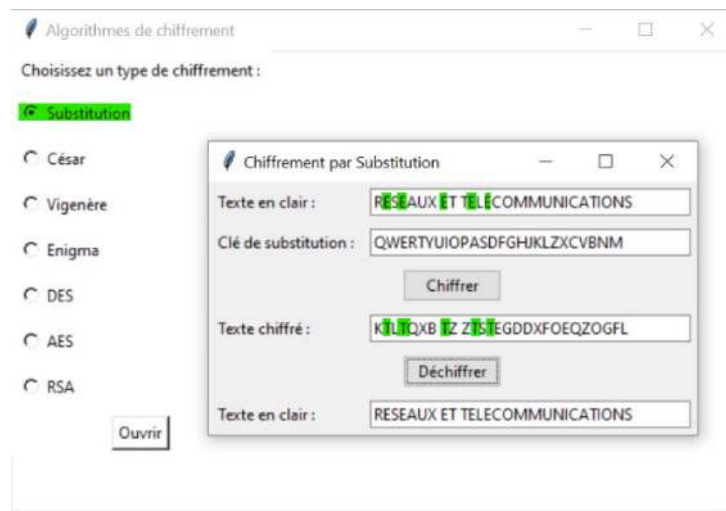 Algorithmes de chiffrement
Choisissez un type de chiffrement :
Substitution
César
Vigenère
Enigma
DES
AES
RSA
Ouvrir
Chiffrement par Substitution
Texte en clair : RESEAUX ET TELECOMMUNICATIONS
Clé de substitution : QWERTYUIOPASDFGHJKLZXCVBNM
Chiffrer
Texte chiffré : KTLTQXB TZ ZTSTEGDDXFOEQZOGFL
Déchiffrer
Texte en clair : RESEAUX ET TELECOMMUNICATIONS